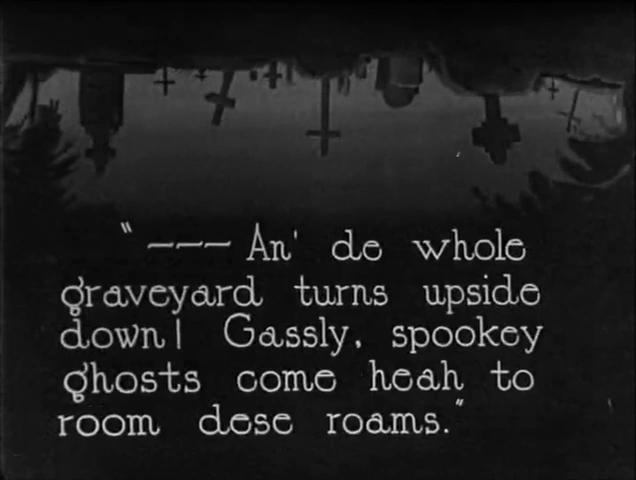 "--- An' de whole
graveyard turns upside
down! Gassly, spookey
ghosts come heah to
room dese roams."